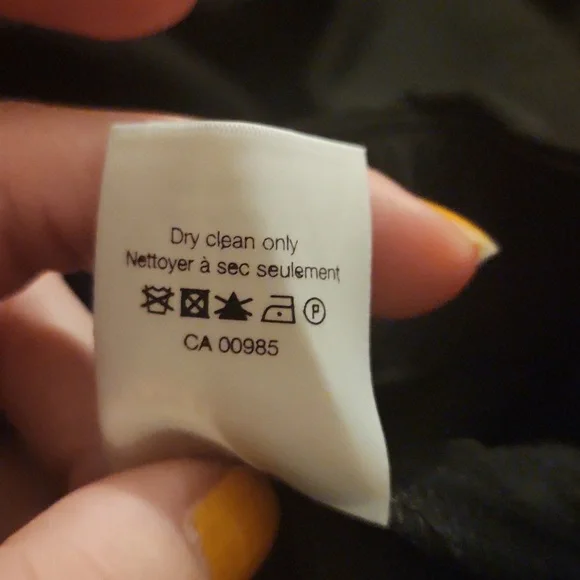 Dry clean only
Nettoyer à sec seulement
P
CA 00985